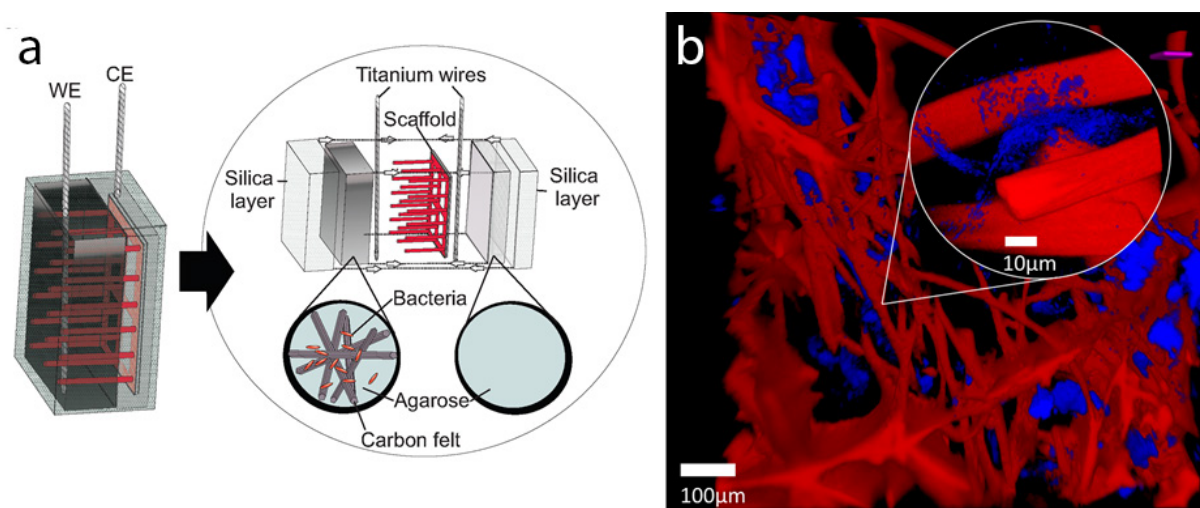 a
WE
CE
Titanium wires
Scaffold
Silica
layer
Silica
layer
Bacteria
Agarose
Carbon felt
b
10µm
100µm